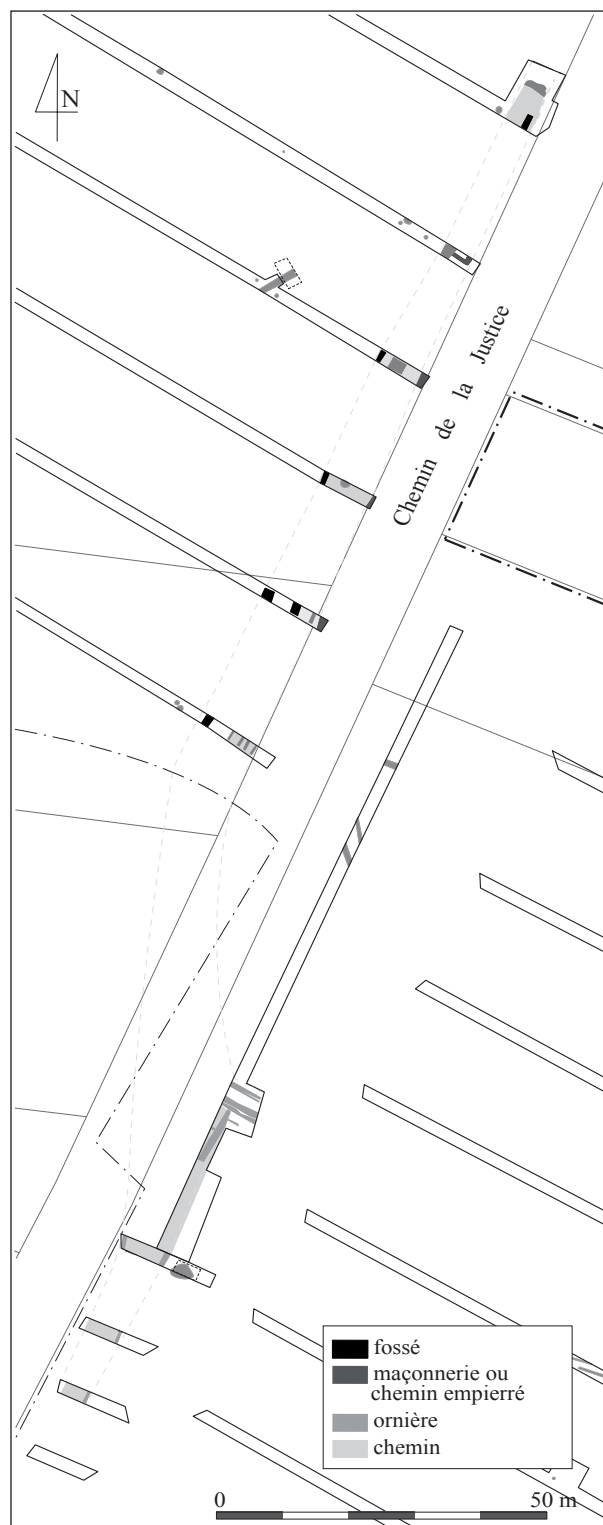 N
Chemin de la Justice
fossé
maçonnerie ou
chemin empierré
ornière
chemin
0 50 m